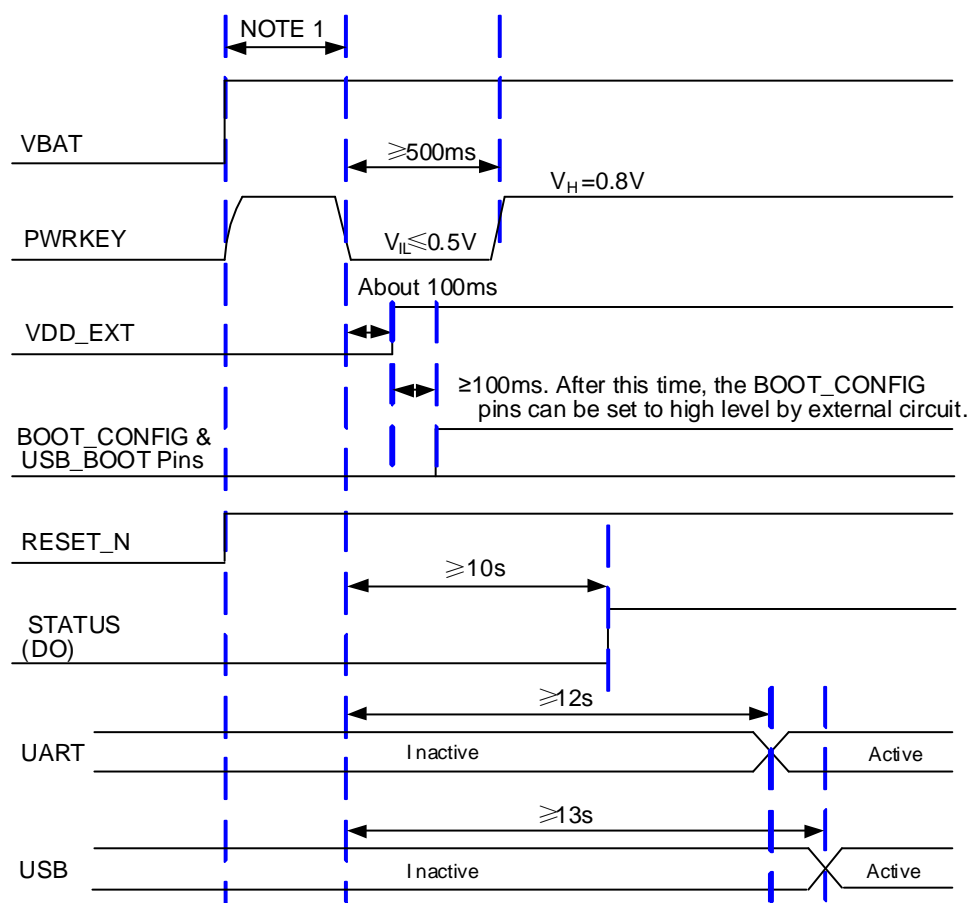 NOTE 1
VBAT
≥500ms
VH=0.8V
PWRKEY
VIL≤0.5V
About 100ms
VDD_EXT
≥100ms. After this time, the BOOT_CONFIG
pins can be set to high level by external circuit.
BOOT_CONFIG &
USB_BOOT Pins
RESET_N
≥10s
STATUS
(DO)
≥12s
UART
Inactive
Active
≥13s
USB
Inactive
Active